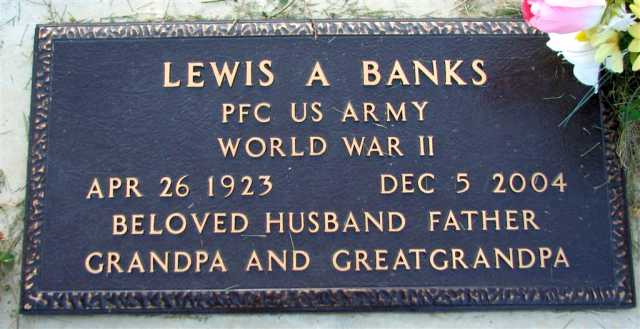 LEWIS A BANKS
PFC US ARMY
WORLD WAR II
APR 26 1923 DEC 5 2004
BELOVED HUSBAND FATHER
GRANDPA AND GREATGRANDPA